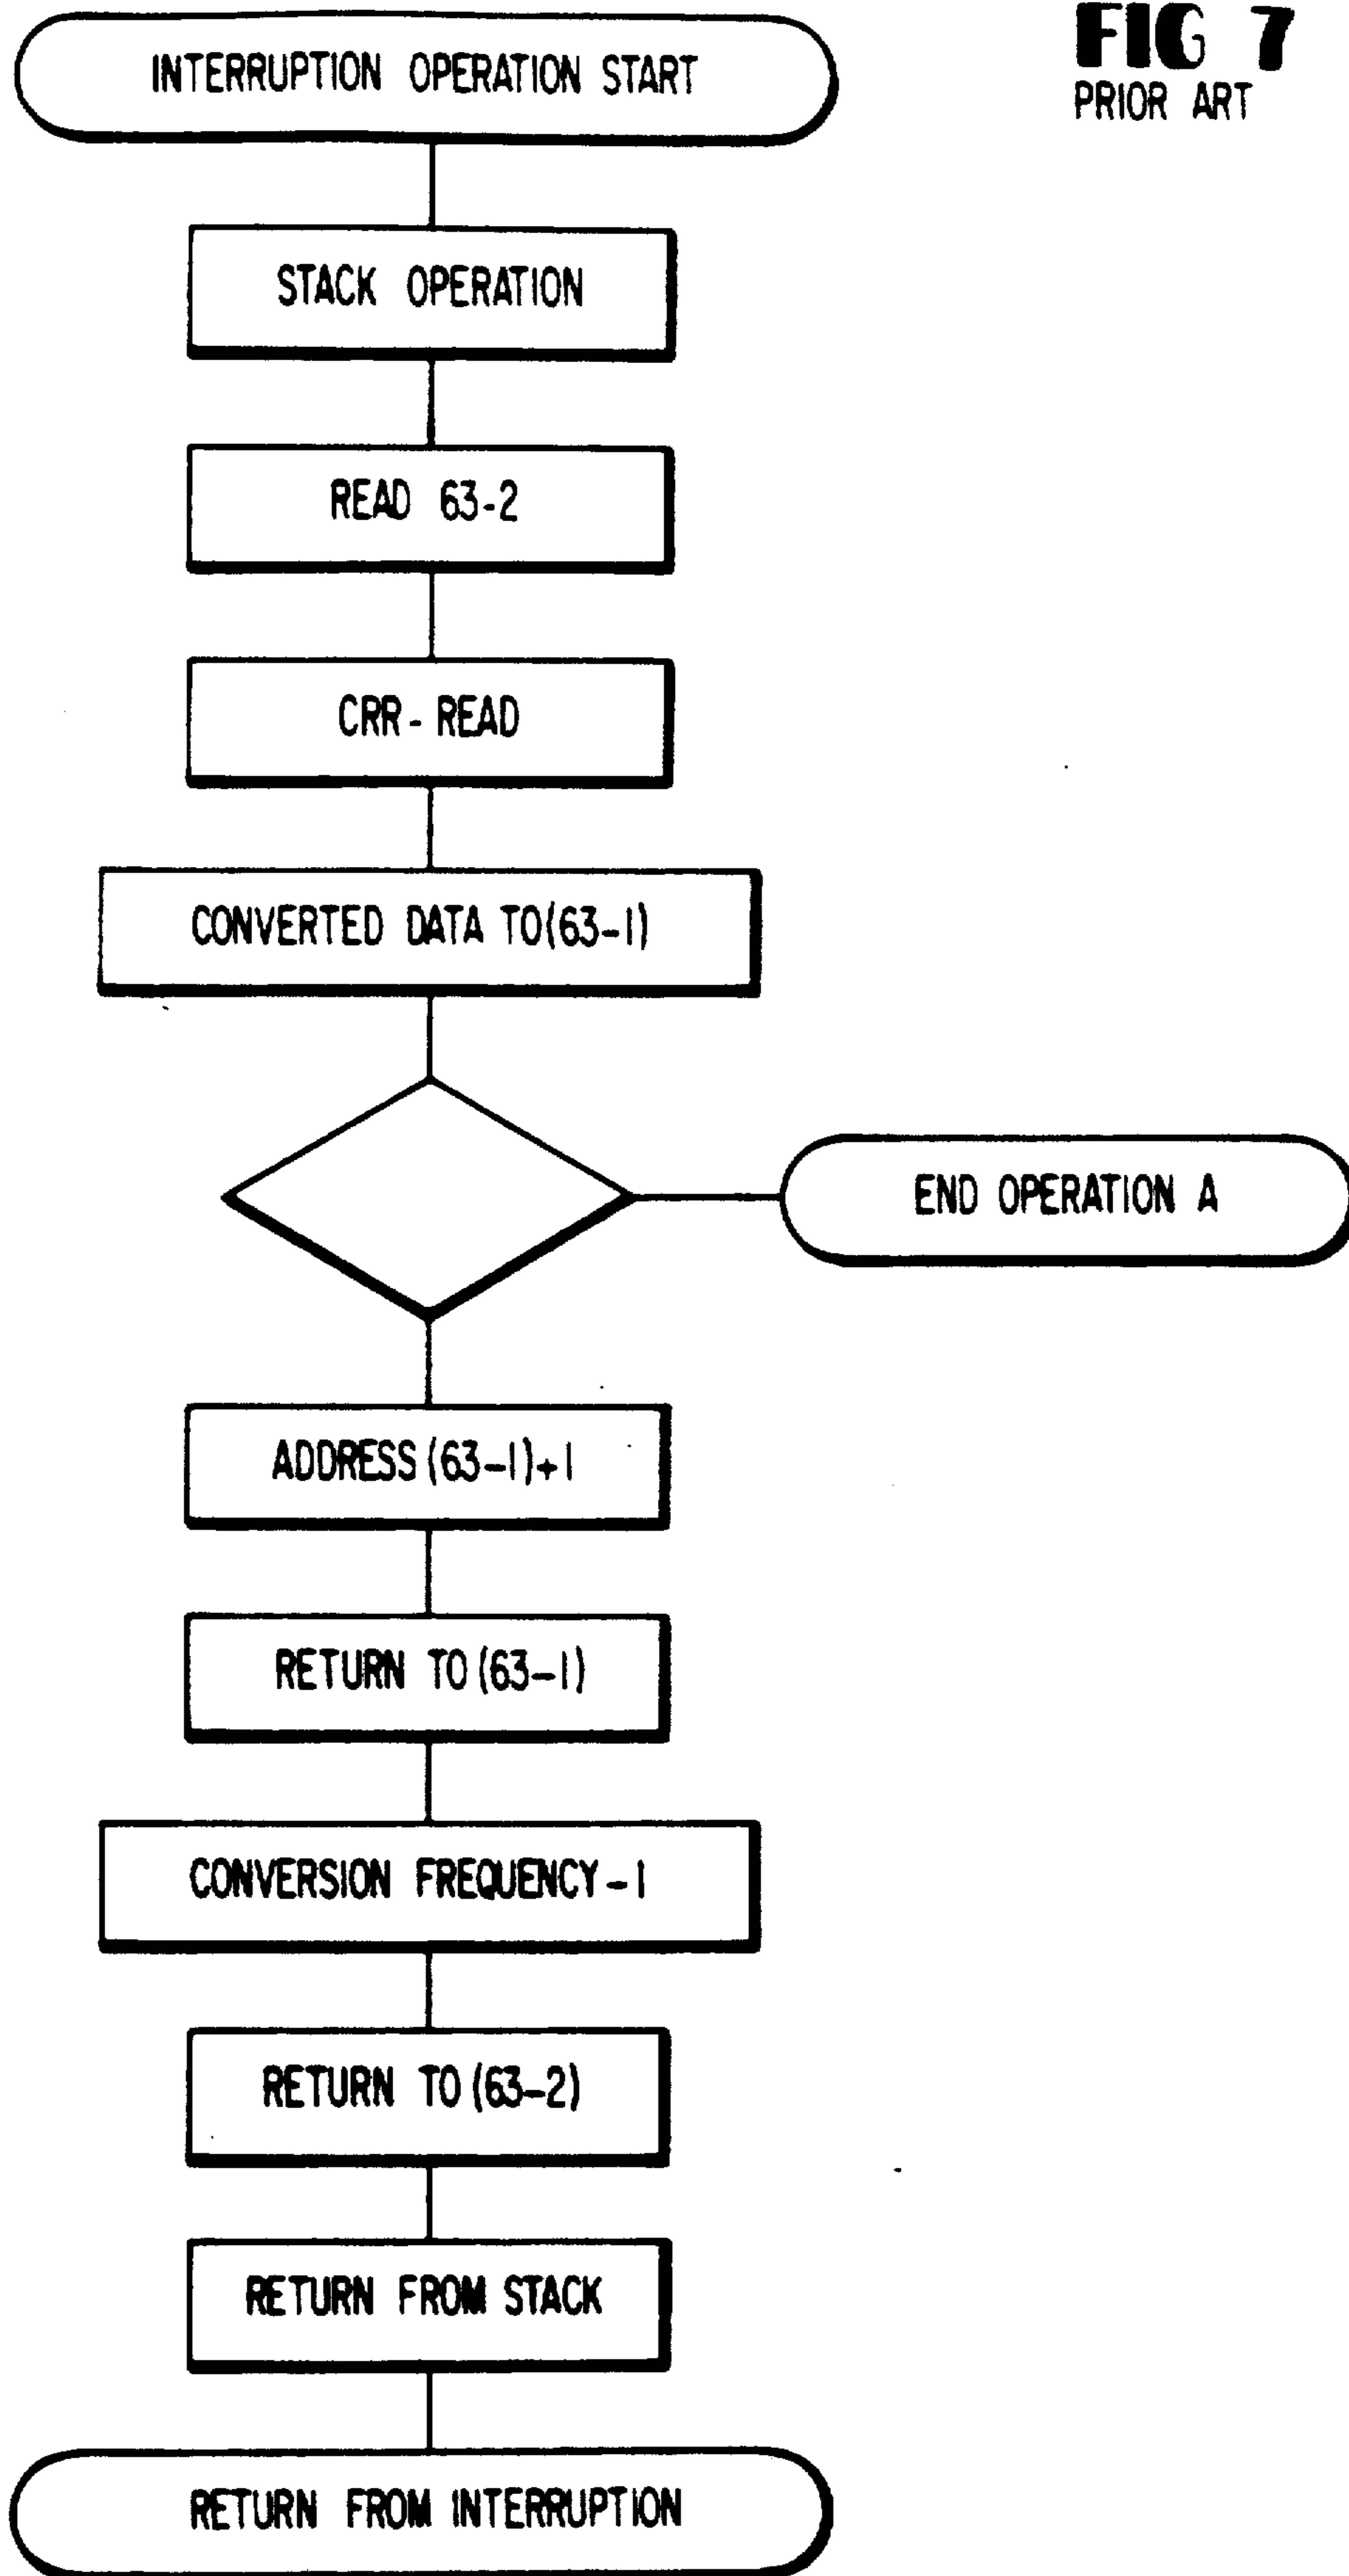 FIG 7
PRIOR ART
INTERRUPTION OPERATION START
STACK OPERATION
READ 63-2
CRR-READ
CONVERTED DATA TO(63-1)
END OPERATION A
ADDRESS(63-1)+1
RETURN TO(63-1)
CONVERSION FREQUENCY-1
RETURN TO(63-2)
RETURN FROM STACK
RETURN FROM INTERRUPTION